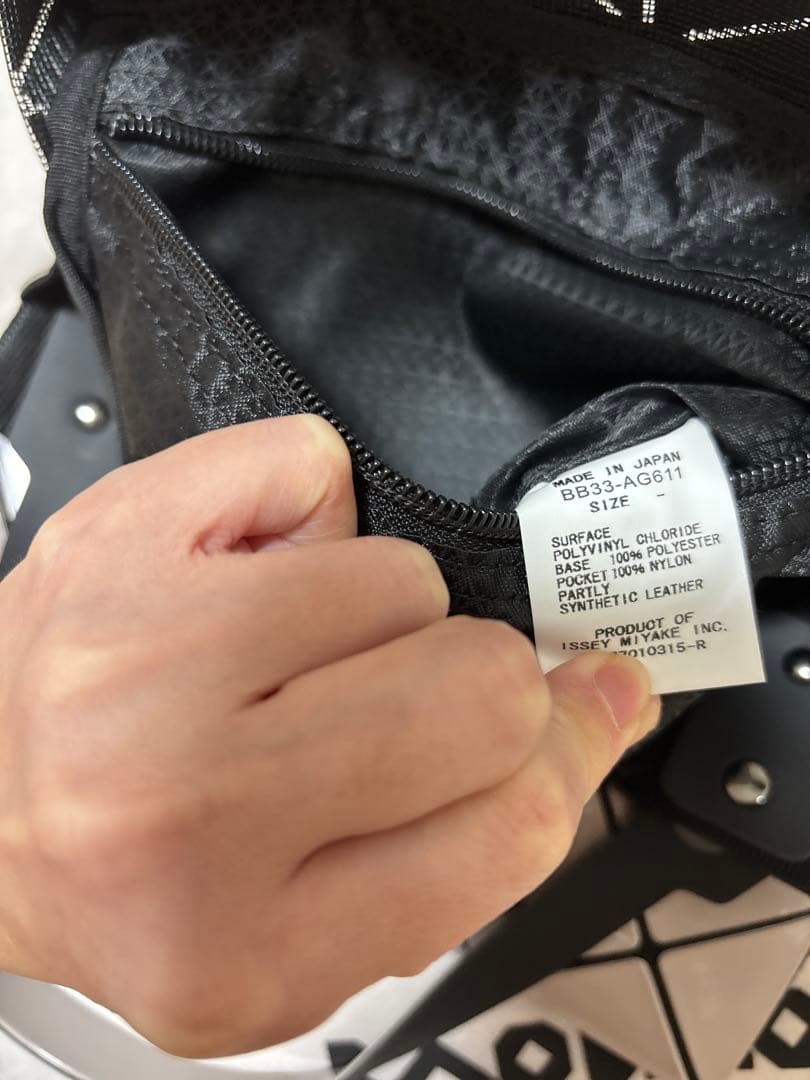 MADE IN JAPAN
BB33-AG611
SIZE -
SURFACE
POLYVINYL CHLORIDE
BASE 100% POLYESTER
POCKET 100% NYLON
PARTLY
SYNTHETIC LEATHER
PRODUCT OF
ISSEY MIYAKE INC.